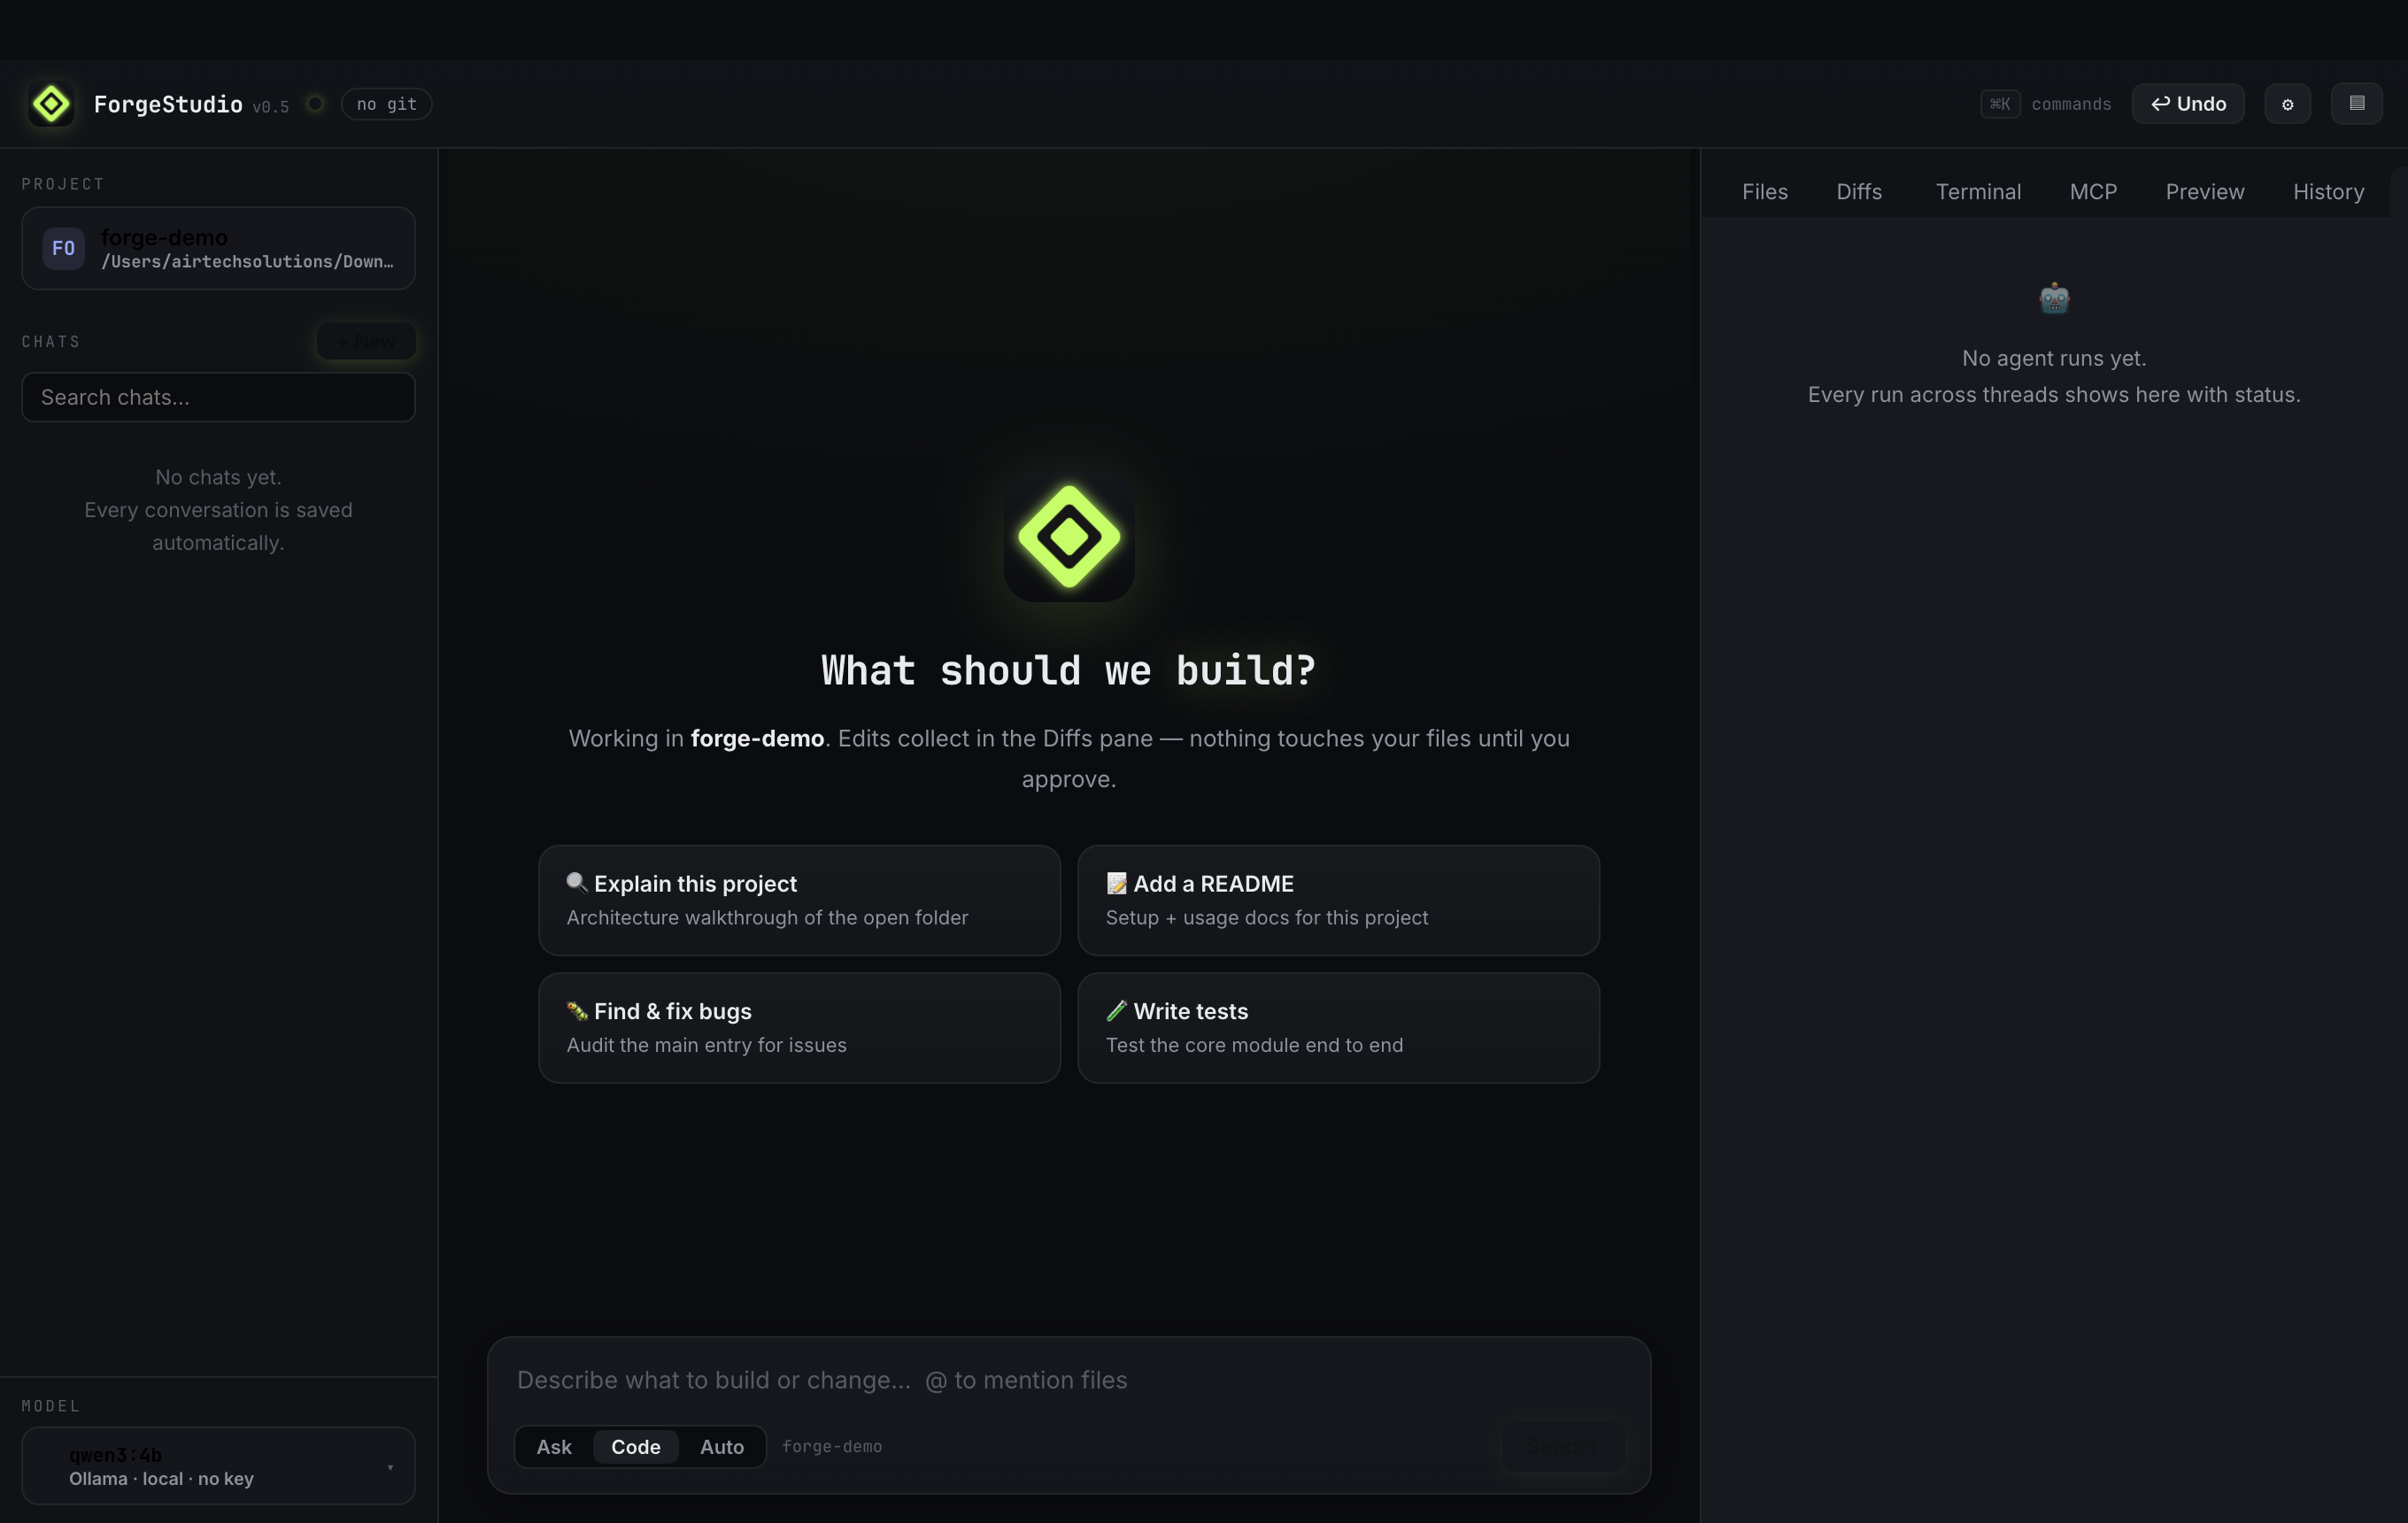 ForgeStudio v0.5
no git
⌘K commands
↩ Undo
PROJECT
FO
forge-demo
/Users/airtechsolutions/Down…
CHATS
+ New
Search chats…
No chats yet.
Every conversation is saved
automatically.
MODEL
qwen3:4b
Ollama · local · no key
What should we build?
Working in forge-demo. Edits collect in the Diffs pane — nothing touches your files until you
approve.
🔍 Explain this project
Architecture walkthrough of the open folder
📝 Add a README
Setup + usage docs for this project
🐛 Find & fix bugs
Audit the main entry for issues
🧪 Write tests
Test the core module end to end
Describe what to build or change… @ to mention files
Ask
Code
Auto
forge-demo
Send ↑
Files
Diffs
Terminal
MCP
Preview
History
No agent runs yet.
Every run across threads shows here with status.